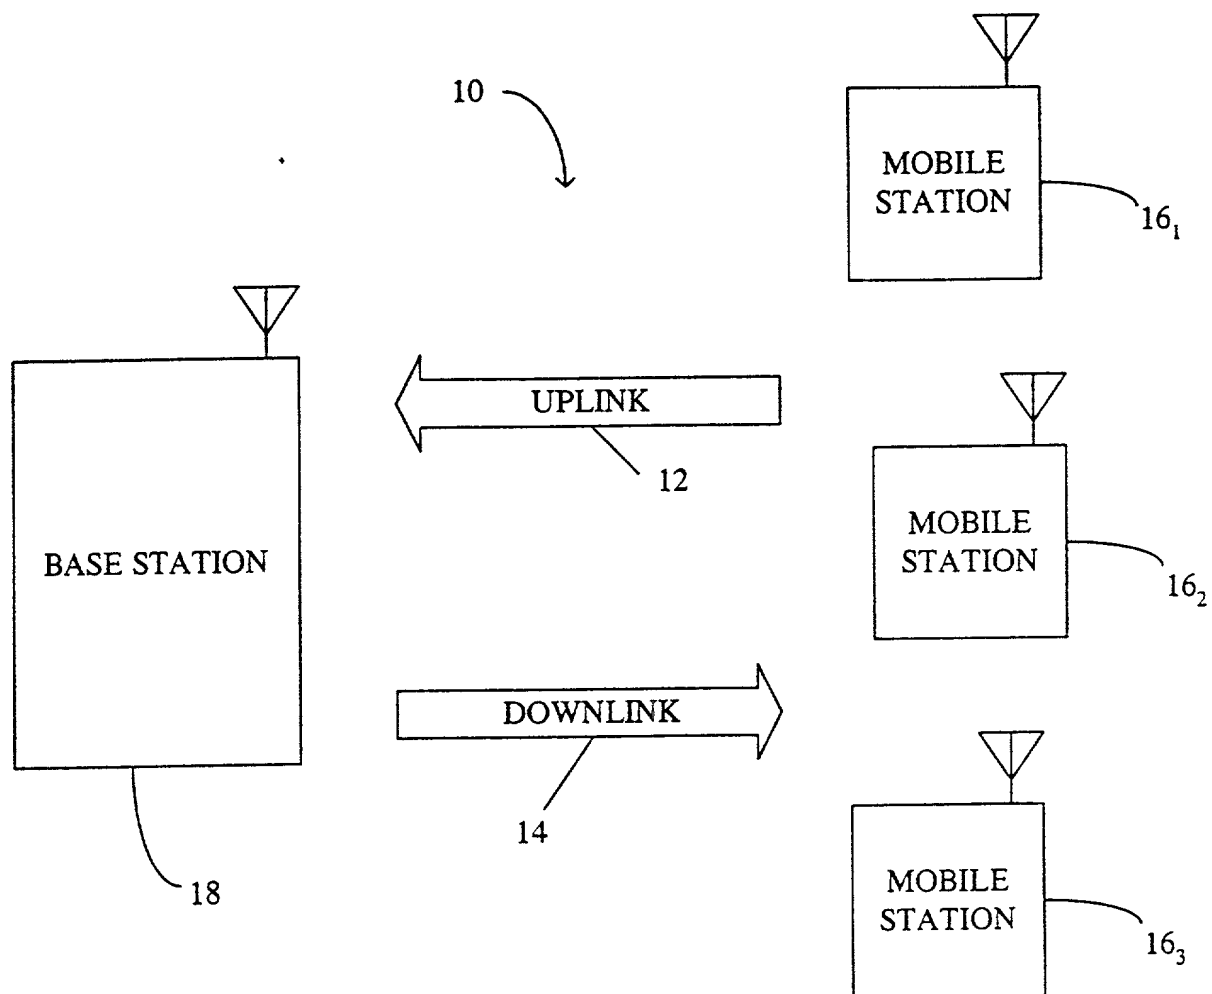 10
MOBILE
STATION
16₁
UPLINK
12
MOBILE
STATION
16₂
BASE STATION
DOWNLINK
14
18
MOBILE
STATION
16₃